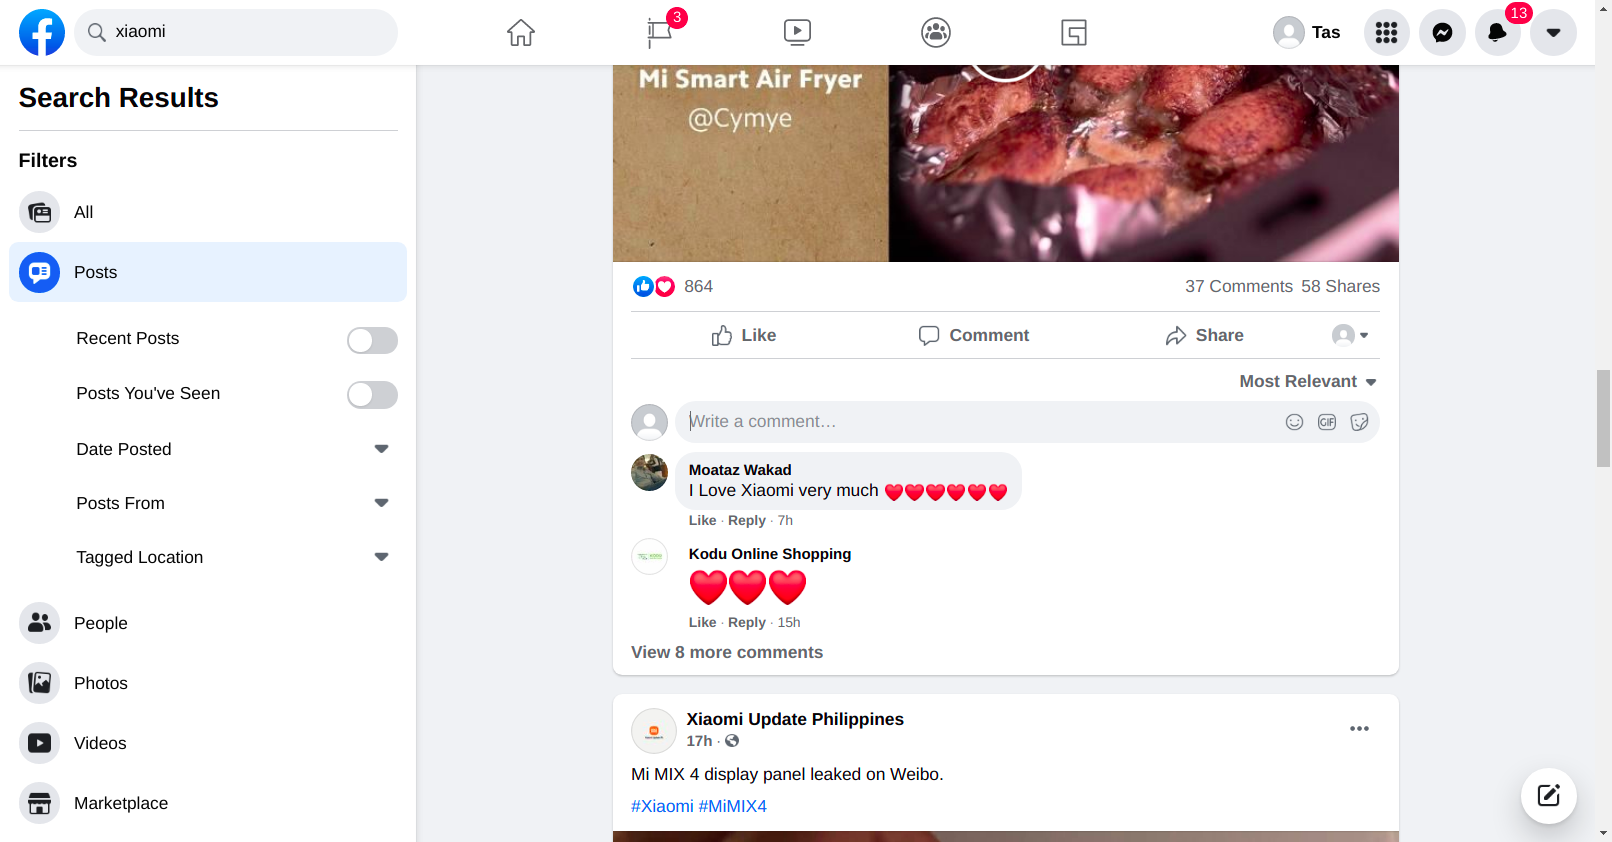 xiaomi
3
Tas
13
Search Results
Filters
All
Posts
Recent Posts
Posts You've Seen
Date Posted
Posts From
Tagged Location
People
Photos
Videos
Marketplace
Mi Smart Air Fryer
@Cymye
864
37 Comments 58 Shares
Like Comment Share
Most Relevant
Write a comment…
GIF
Moataz Wakad
I Love Xiaomi very much ❤️❤️❤️❤️❤️❤️
Like · Reply · 7h
Kodu Online Shopping
❤️❤️❤️
Like · Reply · 15h
View 8 more comments
Xiaomi Update Philippines
17h ·
Mi MIX 4 display panel leaked on Weibo.
#Xiaomi #MiMIX4